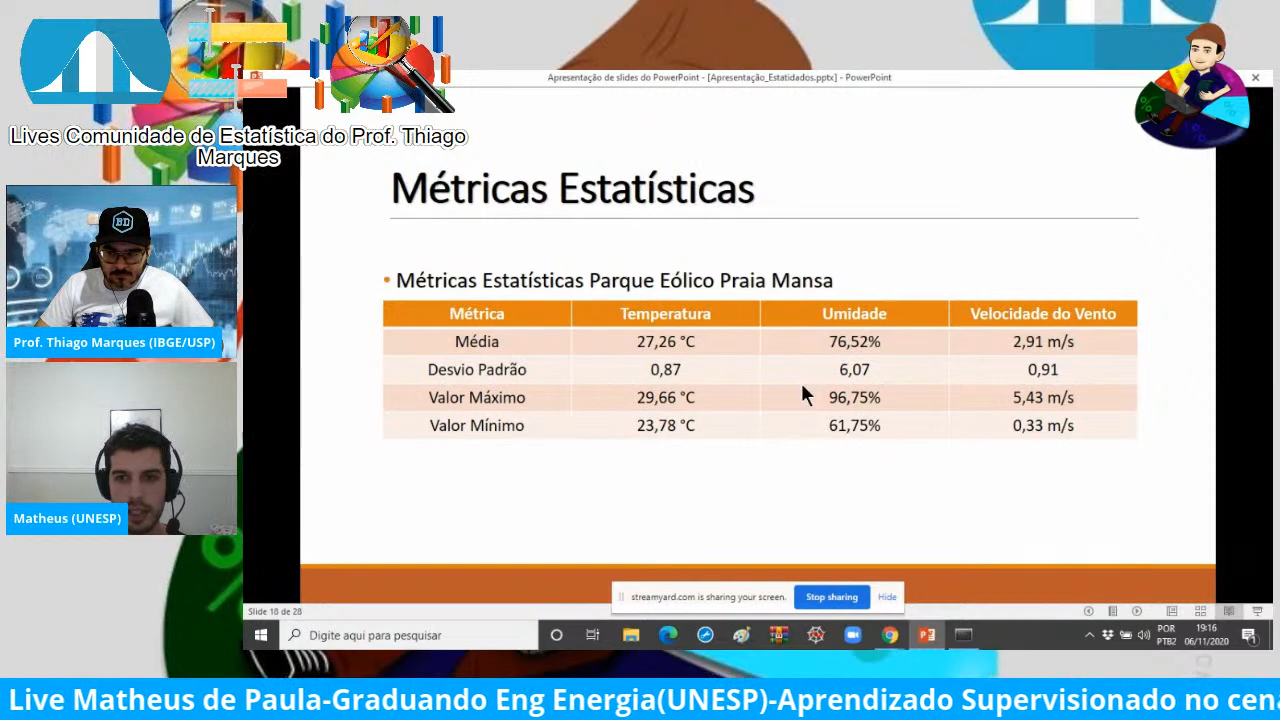 Apresentação de slides do PowerPoint - [Apresentação_Estatidados.pptx] - PowerPoint
Lives Comunidade de Estatística do Prof. Thiago
Marques
BD
Prof. Thiago Marques (IBGE/USP)
Matheus (UNESP)
Métricas Estatísticas
• Métricas Estatísticas Parque Eólico Praia Mansa
Métrica Temperatura Umidade Velocidade do Vento
Média 27,26 °C 76,52% 2,91 m/s
Desvio Padrão 0,87 6,07 0,91
Valor Máximo 29,66 °C 96,75% 5,43 m/s
Valor Mínimo 23,78 °C 61,75% 0,33 m/s
streamyard.com is sharing your screen. Stop sharing Hide
Slide 18 de 28
Digite aqui para pesquisar
POR
PTB2
19:16
06/11/2020
Live Matheus de Paula-Graduando Eng Energia(UNESP)-Aprendizado Supervisionado no cen